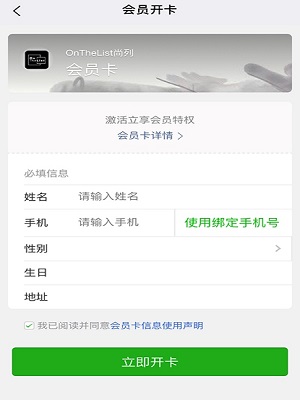 会员开卡
OnTheList尚列
会员卡
激活立享会员特权
会员卡详情 >
必填信息
姓名 请输入姓名
手机 请输入手机 使用绑定手机号
性别 >
生日
地址
我已阅读并同意会员卡信息使用声明
立即开卡